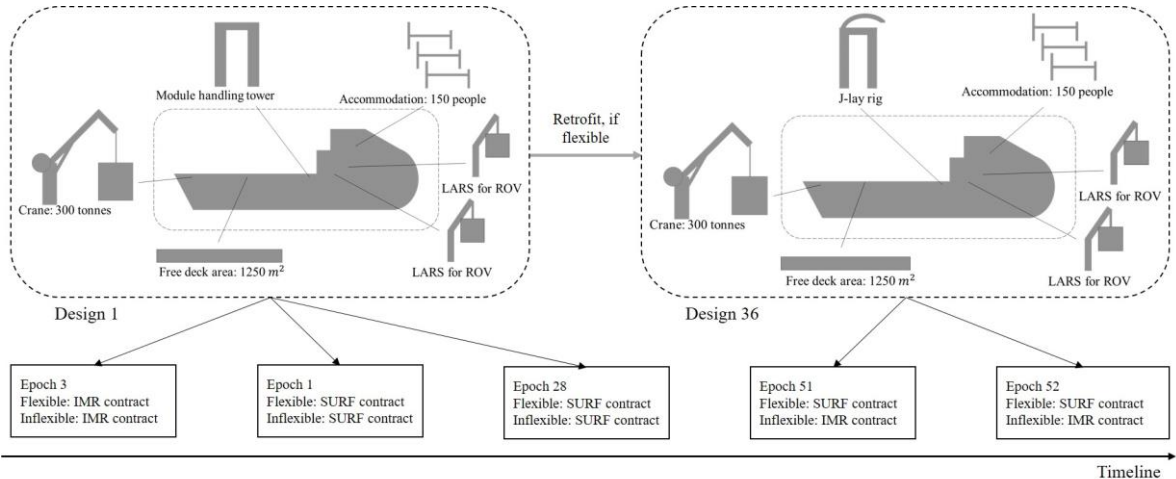 Module handling tower
Accommodation: 150 people
Crane: 300 tonnes
LARS for ROV
LARS for ROV
Free deck area: 1250 m²
Design 1
Retrofit, if
flexible
J-lay rig
Accommodation: 150 people
Crane: 300 tonnes
LARS for ROV
LARS for ROV
Free deck area: 1250 m²
Design 36
Epoch 3
Flexible: IMR contract
Inflexible: IMR contract
Epoch 1
Flexible: SURF contract
Inflexible: SURF contract
Epoch 28
Flexible: SURF contract
Inflexible: SURF contract
Epoch 51
Flexible: SURF contract
Inflexible: IMR contract
Epoch 52
Flexible: SURF contract
Inflexible: IMR contract
Timeline